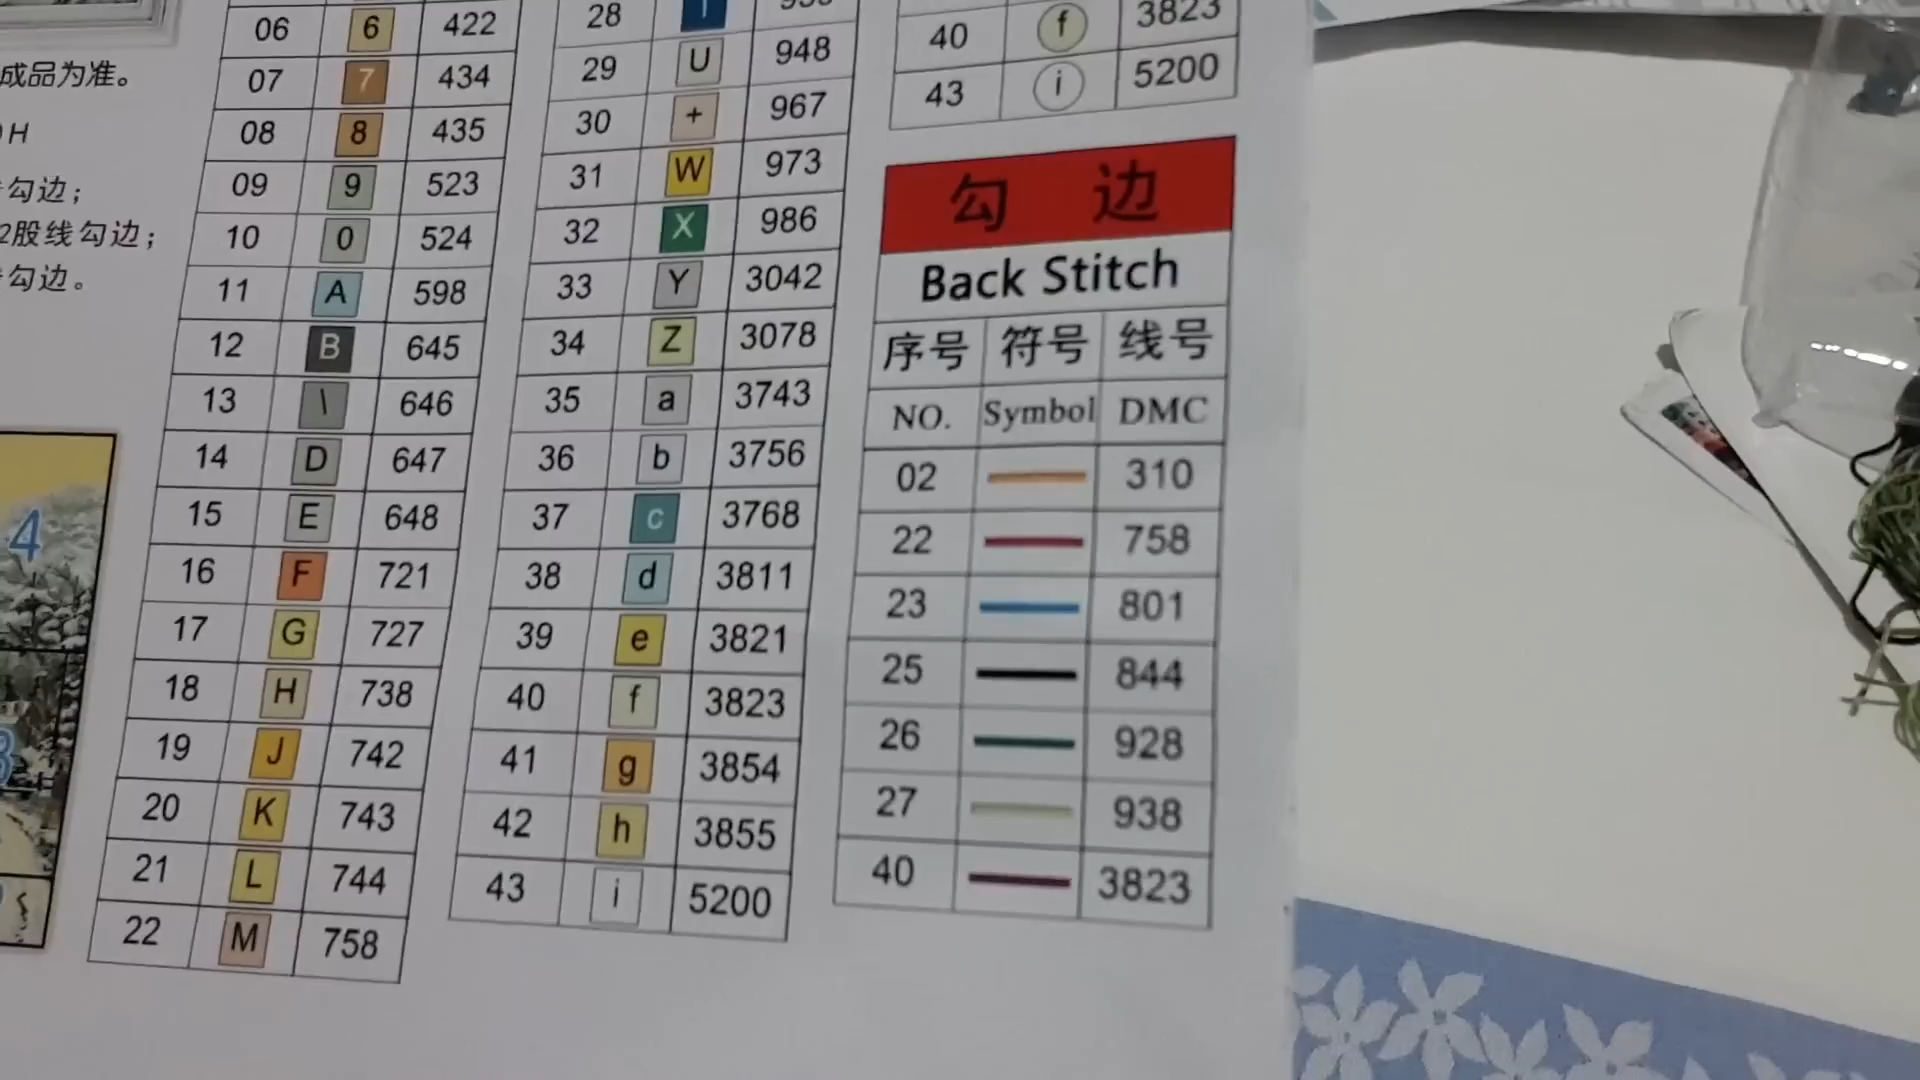 成品为准。
H
勾边；
2股线勾边；
勾边。
4
06 6 422
07 7 434
08 8 435
09 9 523
10 0 524
11 A 598
12 B 645
13 \ 646
14 D 647
15 E 648
16 F 721
17 G 727
18 H 738
19 J 742
20 K 743
21 L 744
22 M 758
28
29 U 948
30 + 967
31 W 973
32 X 986
33 Y 3042
34 Z 3078
35 a 3743
36 b 3756
37 c 3768
38 d 3811
39 e 3821
40 f 3823
41 g 3854
42 h 3855
43 i 5200
40 f 3823
43 i 5200
勾 边
Back Stitch
序号 符号 线号
NO. Symbol DMC
02 310
22 758
23 801
25 844
26 928
27 938
40 3823